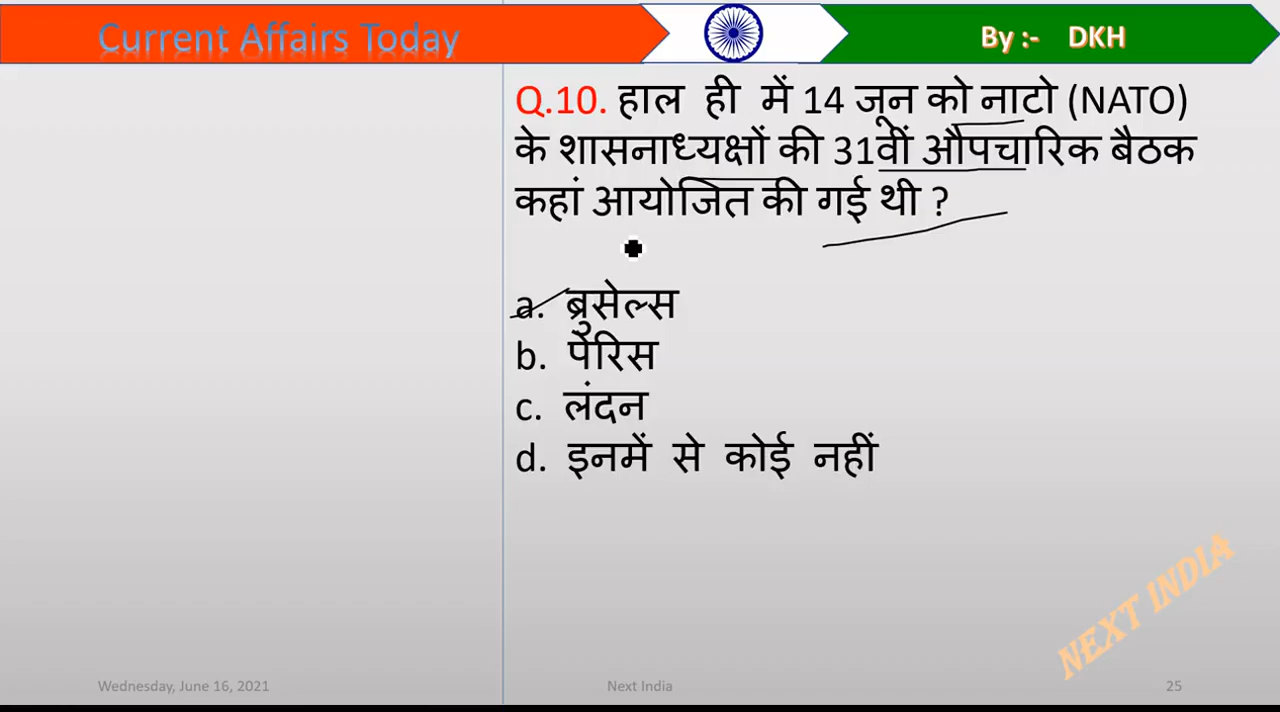 Current Affairs Today
By :- DKH
Q.10. हाल ही में 14 जून को नाटो (NATO)
के शासनाध्यक्षों की 31वीं औपचारिक बैठक
कहां आयोजित की गई थी ?
a. ब्रुसेल्स
b. पेरिस
c. लंदन
d. इनमें से कोई नहीं
NEXT INDIA
Wednesday, June 16, 2021
Next India
25